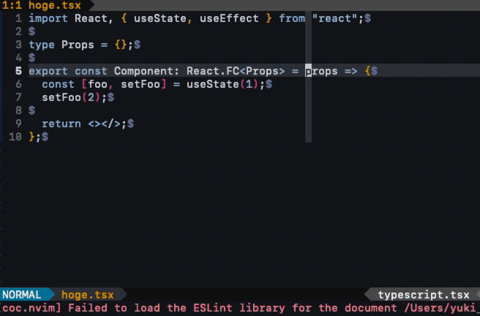 1:1 hoge.tsx
1 import React, { useState, useEffect } from "react";$
2 $
3 type Props = {};$
4 $
5 export const Component: React.FC<Props> = props => {$
6   const [foo, setFoo] = useState(1);$
7   setFoo(2);$
8 $
9   return <></>;$
10 };$
NORMAL hoge.tsx typescript.tsx
[coc.nvim] Failed to load the ESLint library for the document /Users/yuki_